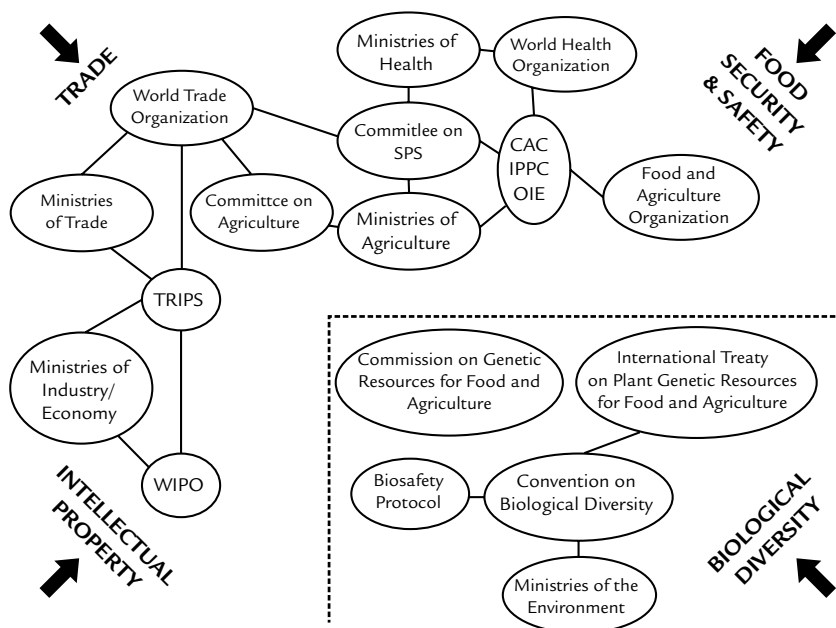 TRADE
FOOD
SECURITY
& SAFETY
Ministries of
Health
World Health
Organization
World Trade
Organization
Committee on
SPS
CAC
IPPC
OIE
Food and
Agriculture
Organization
Ministries
of Trade
Committcc on
Agriculture
Ministries of
Agriculture
TRIPS
Ministries of
Industry/
Economy
WIPO
Commission on Genetic
Resources for Food and
Agriculture
International Treaty
on Plant Genetic Resources
for Food and Agriculture
Biosafety
Protocol
Convention on
Biological Diversity
Ministries of the
Environment
INTELLECTUAL
PROPERTY
BIOLOGICAL
DIVERSITY